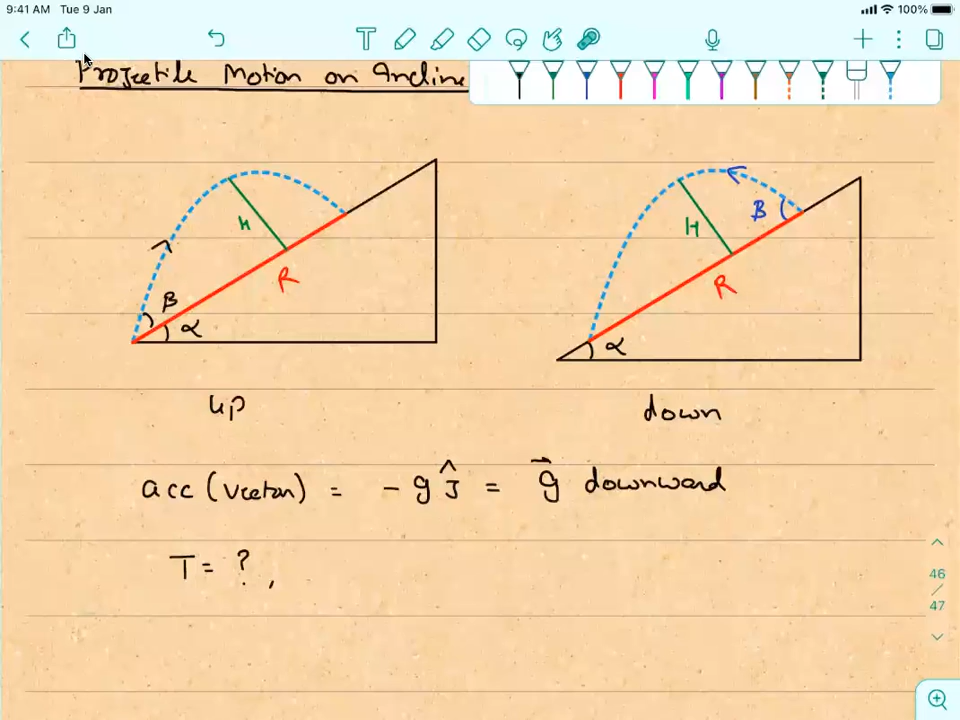 9:41 AM Tue 9 Jan
100%
Projectile Motion on Incline
h
R
β
α
up
H
R
β
α
down
acc (vector) = - g ĵ = g⃗ downward
T = ? ,
46
/
47